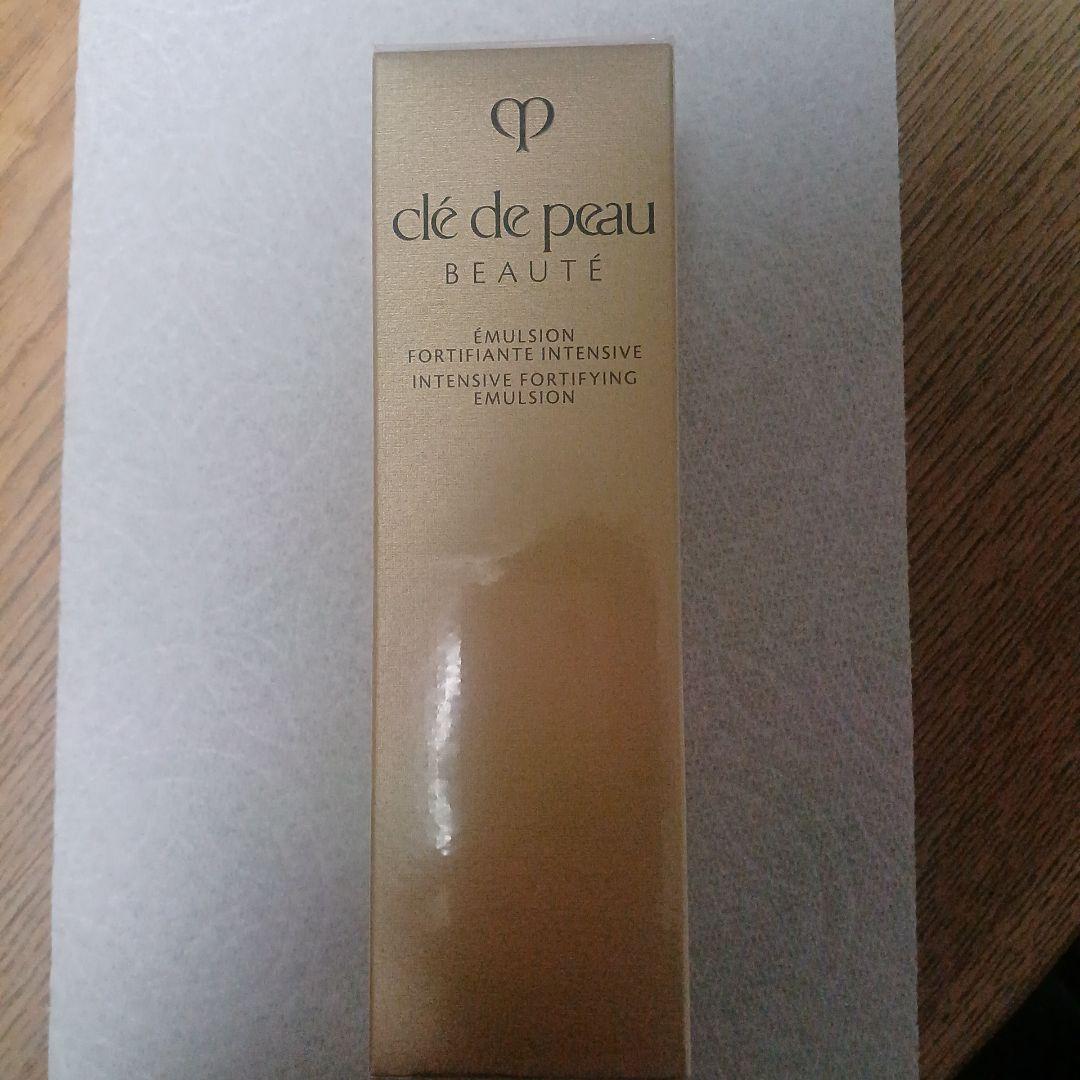 clé de peau
BEAUTÉ
ÉMULSION
FORTIFIANTE INTENSIVE
INTENSIVE FORTIFYING
EMULSION